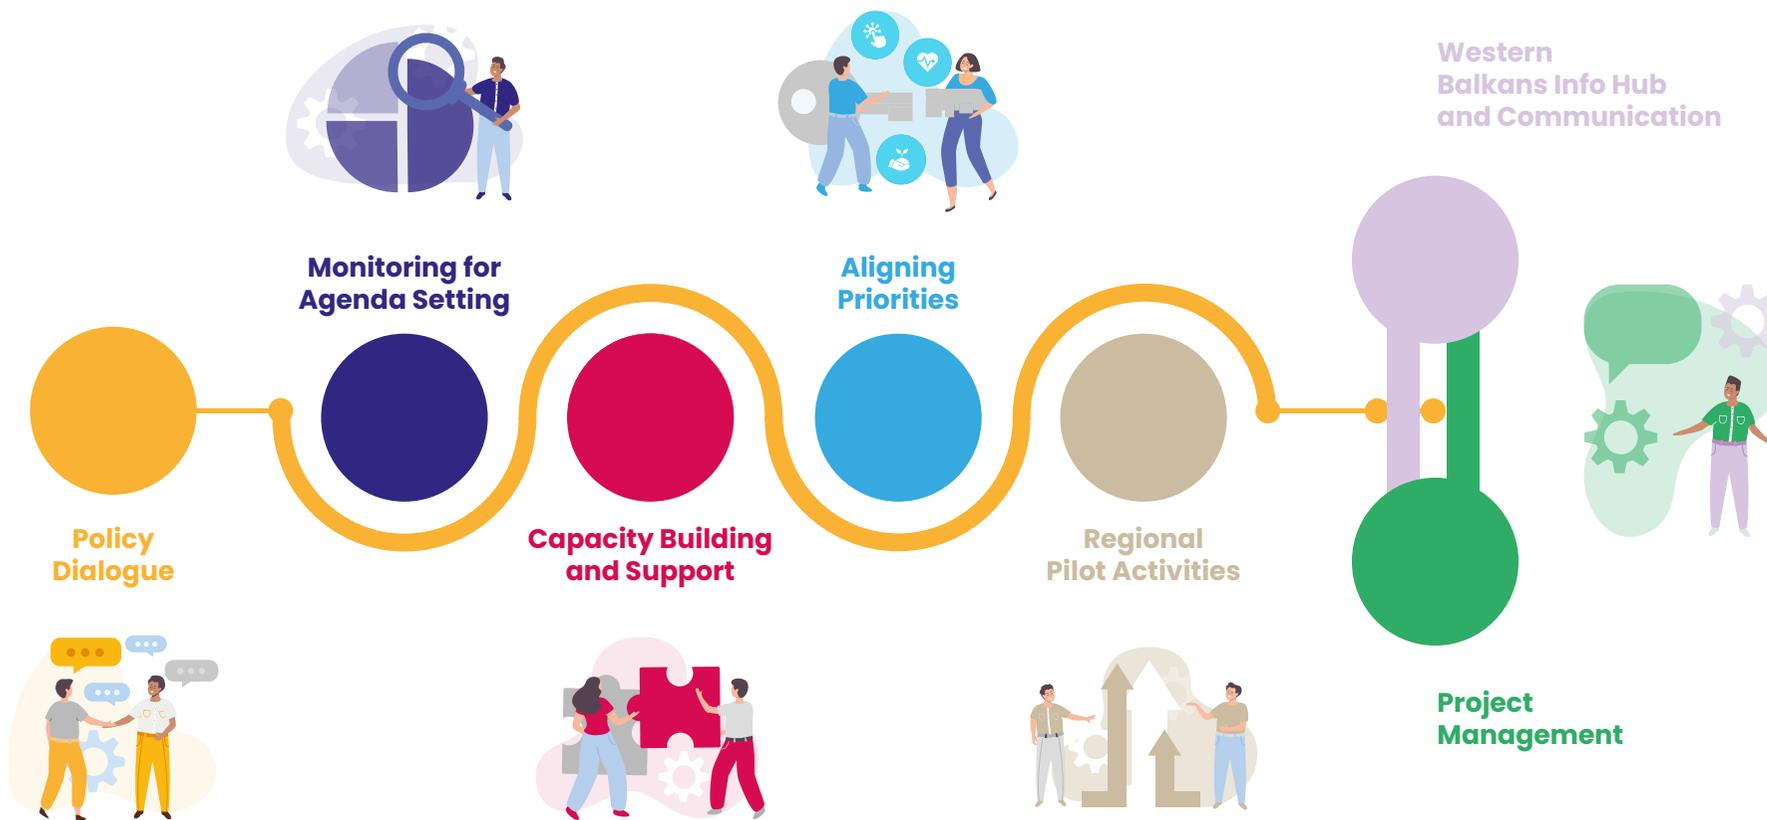 Western
Balkans Info Hub
and Communication
Monitoring for
Agenda Setting
Aligning
Priorities
Policy
Dialogue
Capacity Building
and Support
Regional
Pilot Activities
Project
Management